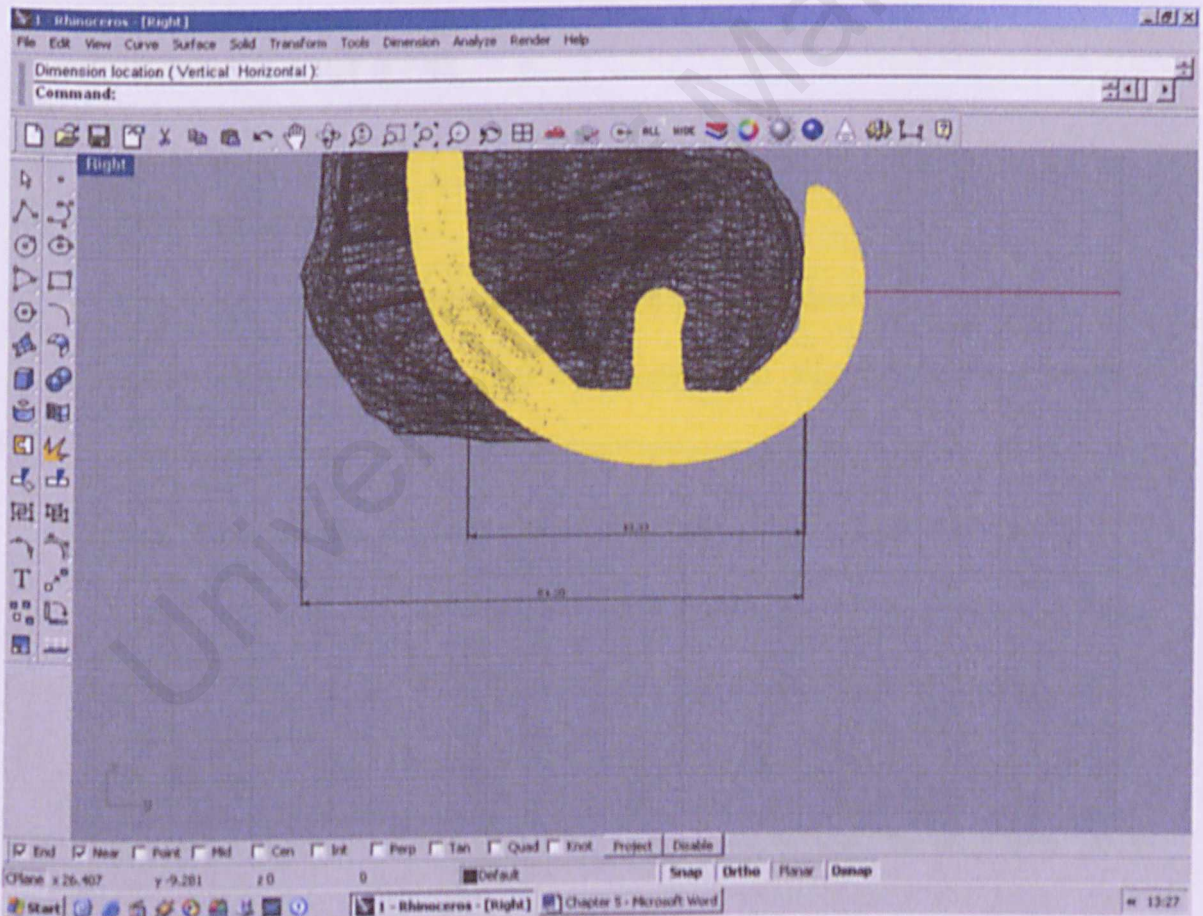 1 - Rhinoceros - [Right]
File Edit View Curve Surface Solid Transform Tools Dimension Analyze Render Help
Dimension location ( Vertical Horizontal ):
Command:
ALL
Right
T
End Near Point Mid Cen Int Perp Tan Quad Knot Project Disable
CPlane x 26.407 y -9.281 z 0 0 Default Snap Ortho Planar Osnap
Start 1 - Rhinoceros - [Right] Chapter 5 - Microsoft Word 13:27